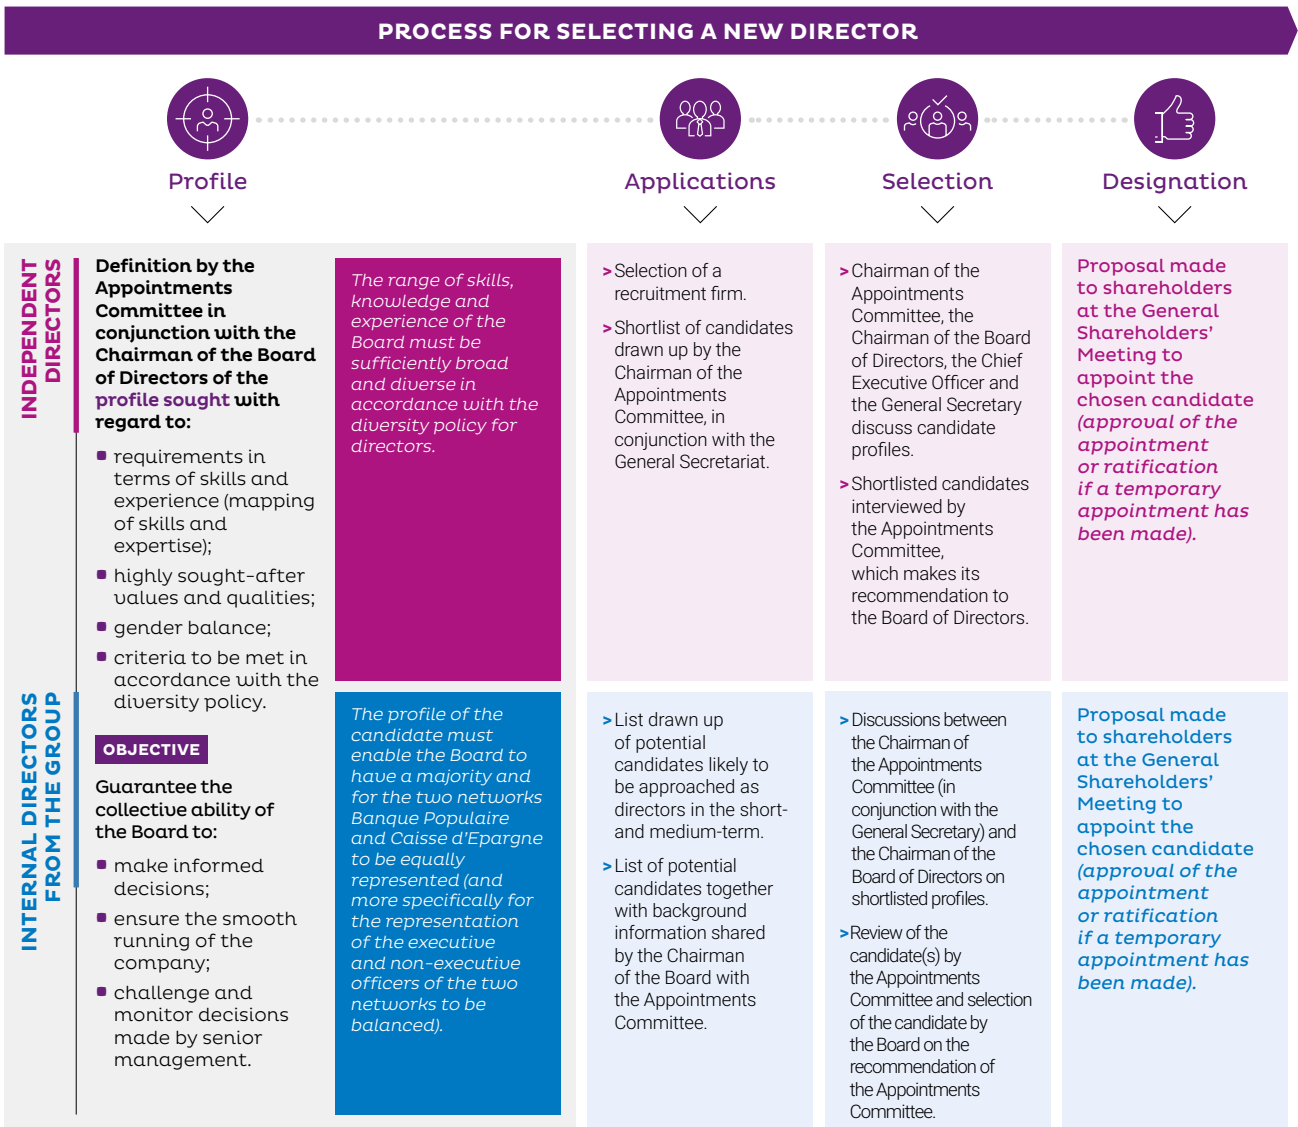 PROCESS FOR SELECTING A NEW DIRECTOR
Profile
Applications
Selection
Designation
INDEPENDENT
DIRECTORS
Definition by the
Appointments
Committee in
conjunction with the
Chairman of the Board
of Directors of the
profile sought with
regard to:
requirements in
terms of skills and
experience (mapping
of skills and
expertise);
highly sought-after
values and qualities;
gender balance;
criteria to be met in
accordance with the
diversity policy.
OBJECTIVE
Guarantee the
collective ability of
the Board to:
make informed
decisions;
ensure the smooth
running of the
company;
challenge and
monitor decisions
made by senior
management.
The range of skills,
knowledge and
experience of the
Board must be
sufficiently broad
and diverse in
accordance with the
diversity policy for
directors.
> Selection of a
recruitment firm.
> Shortlist of candidates
drawn up by the
Chairman of the
Appointments
Committee, in
conjunction with the
General Secretariat.
> Chairman of the
Appointments
Committee, the
Chairman of the Board
of Directors, the Chief
Executive Officer and
the General Secretary
discuss candidate
profiles.
> Shortlisted candidates
interviewed by
the Appointments
Committee,
which makes its
recommendation to
the Board of Directors.
Proposal made
to shareholders
at the General
Shareholders'
Meeting to
appoint the
chosen candidate
(approval of the
appointment
or ratification
if a temporary
appointment has
been made).
INTERNAL DIRECTORS
FROM THE GROUP
The profile of the
candidate must
enable the Board to
have a majority and
for the two networks
Banque Populaire
and Caisse d'Epargne
to be equally
represented (and
more specifically for
the representation
of the executive
and non-executive
officers of the two
networks to be
balanced).
> List drawn up
of potential
candidates likely to
be approached as
directors in the short-
and medium-term.
> List of potential
candidates together
with background
information shared
by the Chairman
of the Board with
the Appointments
Committee.
> Discussions between
the Chairman of
the Appointments
Committee (in
conjunction with the
General Secretary) and
the Chairman of the
Board of Directors on
shortlisted profiles.
> Review of the
candidate(s) by
the Appointments
Committee and selection
of the candidate by
the Board on the
recommendation of
the Appointments
Committee.
Proposal made
to shareholders
at the General
Shareholders'
Meeting to
appoint the
chosen candidate
(approval of the
appointment
or ratification
if a temporary
appointment has
been made).